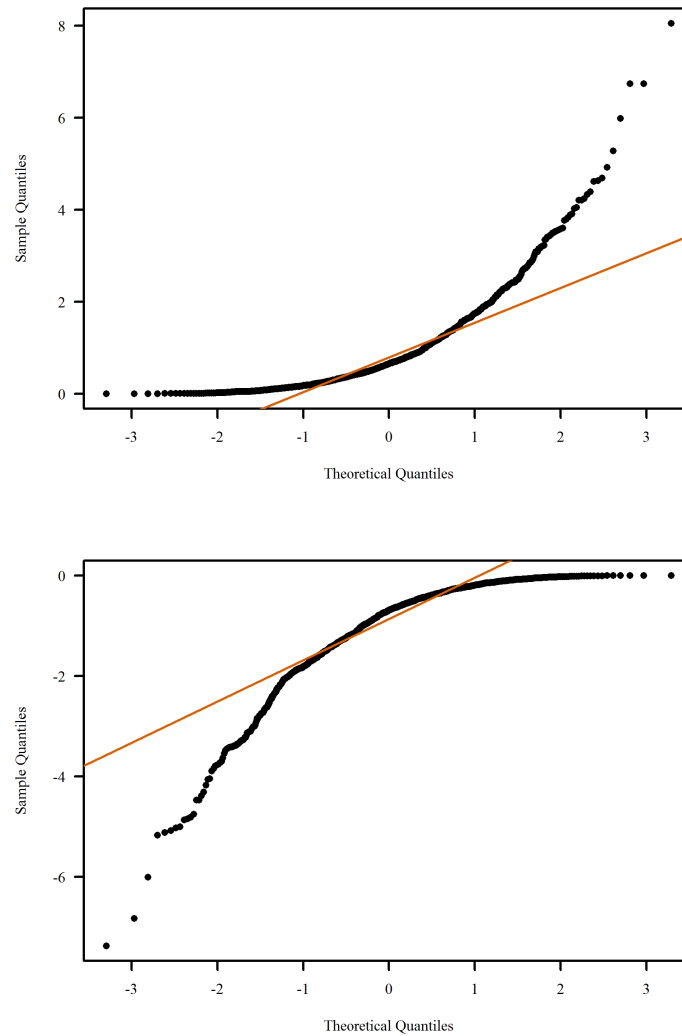 8
6
4
2
0
Sample Quantiles
-3 -2 -1 0 1 2 3
Theoretical Quantiles
0
-2
-4
-6
Sample Quantiles
-3 -2 -1 0 1 2 3
Theoretical Quantiles